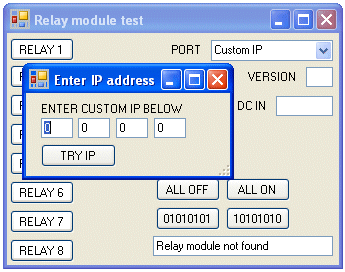 Relay module test
RELAY 1
PORT
Custom IP
Enter IP address
VERSION
ENTER CUSTOM IP BELOW
DC IN
0 0 0 0
TRY IP
RELAY 6
ALL OFF
ALL ON
RELAY 7
01010101
10101010
RELAY 8
Relay module not found